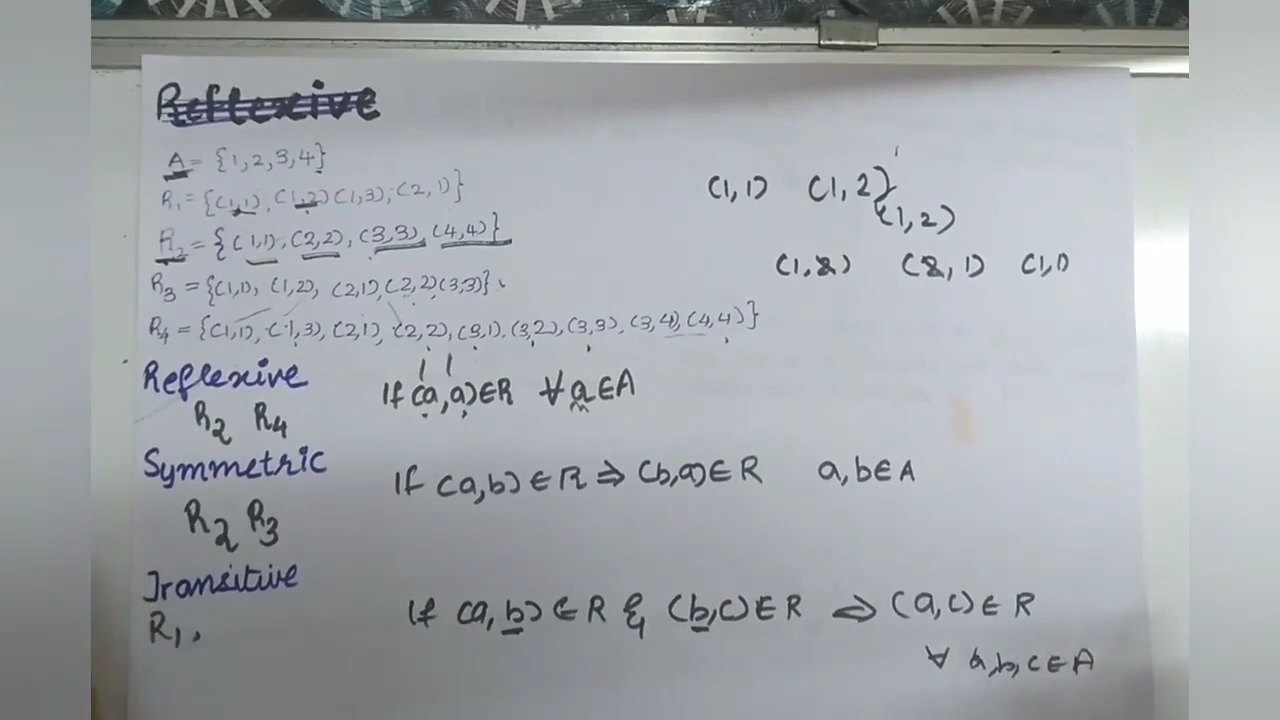 Reflexive
A = {1,2,3,4}
R₁ = {(1,1), (1,2) (1,3), (2,1)}
R₂ = {(1,1), (2,2), (3,3), (4,4)}
R₃ = {(1,1), (1,2), (2,1), (2,2), (3,3)}
R₄ = {(1,1), (1,3), (2,1), (2,2), (3,1), (3,2), (3,3), (3,4), (4,4)}
(1,1) (1,2)}
(1,2)
(1,2) (2,1) (1,1)
Reflexive If (a,a)∈R ∀ a∈A
R₂ R₄
Symmetric If (a,b)∈R ⇒ (b,a)∈R a,b∈A
R₂ R₃
Transitive
R₁, If (a,b)∈R & (b,c)∈R ⇒ (a,c)∈R
∀ a,b,c∈A